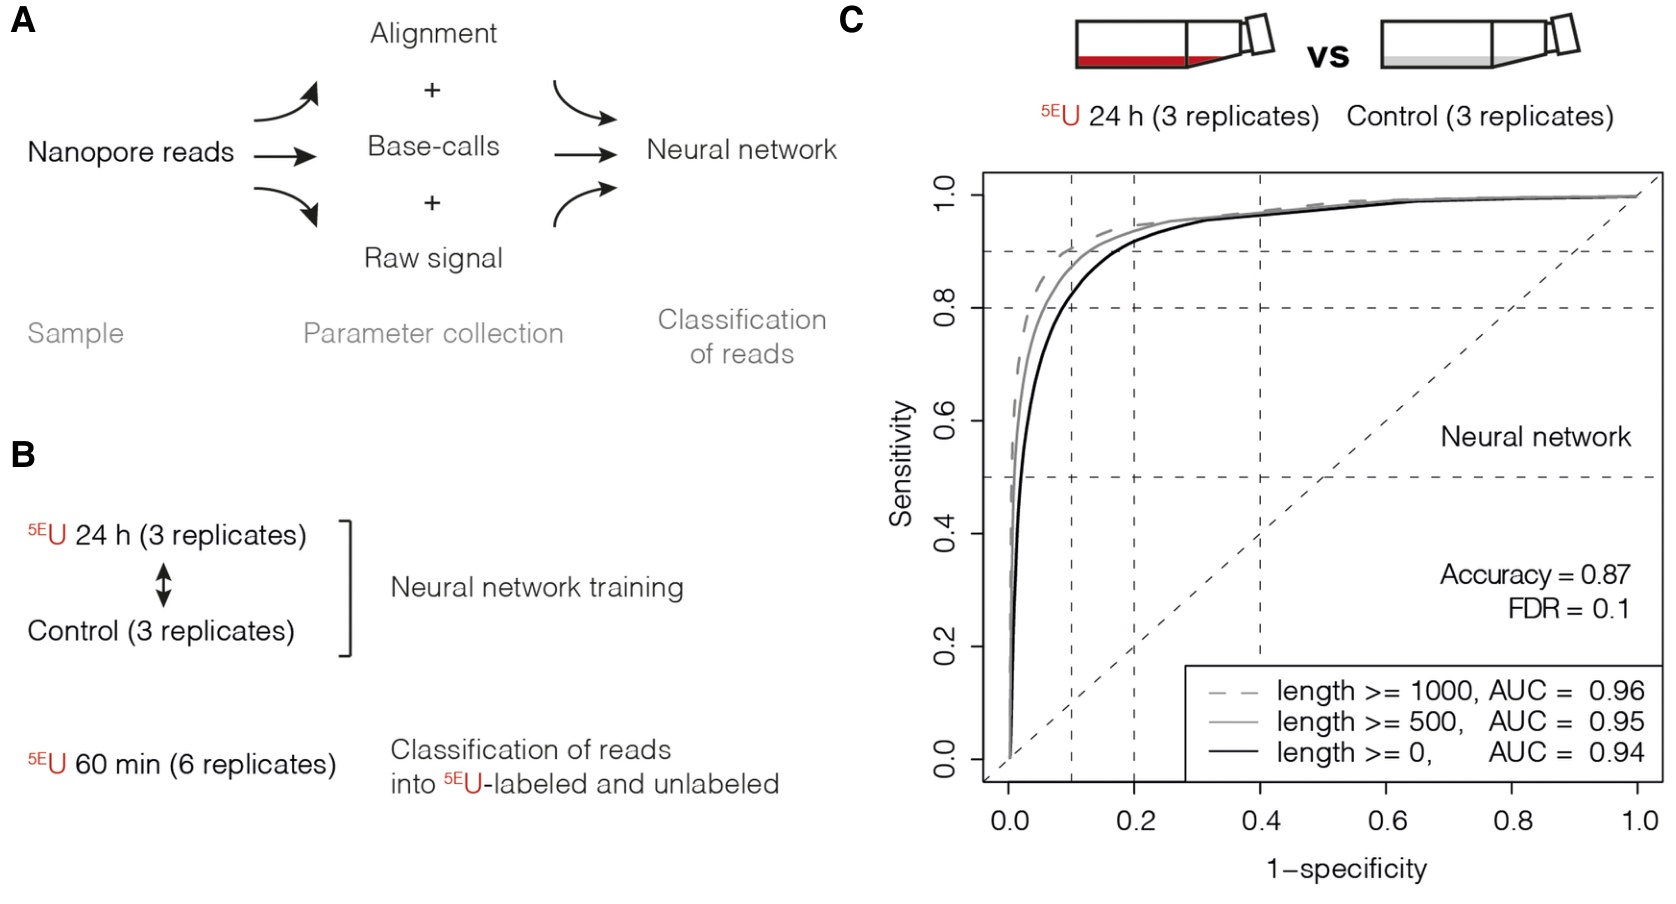 A
Alignment
+
Nanopore reads
Base-calls
Neural network
+
Raw signal
Sample
Parameter collection
Classification
of reads
B
5EU 24 h (3 replicates)
Control (3 replicates)
Neural network training
5EU 60 min (6 replicates)
Classification of reads
into 5EU-labeled and unlabeled
C
vs
5EU 24 h (3 replicates)
Control (3 replicates)
Sensitivity
1.0
0.8
0.6
0.4
0.2
0.0
Neural network
Accuracy = 0.87
FDR = 0.1
length >= 1000, AUC = 0.96
length >= 500, AUC = 0.95
length >= 0, AUC = 0.94
0.0 0.2 0.4 0.6 0.8 1.0
1−specificity